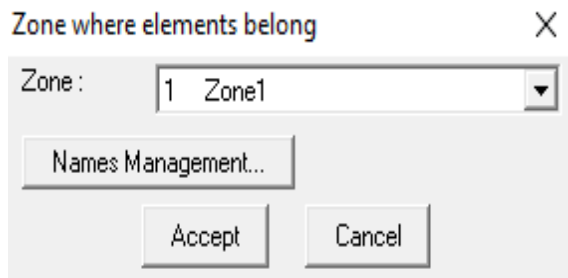 Zone where elements belong
Zone : 1 Zone1
Names Management...
Accept Cancel